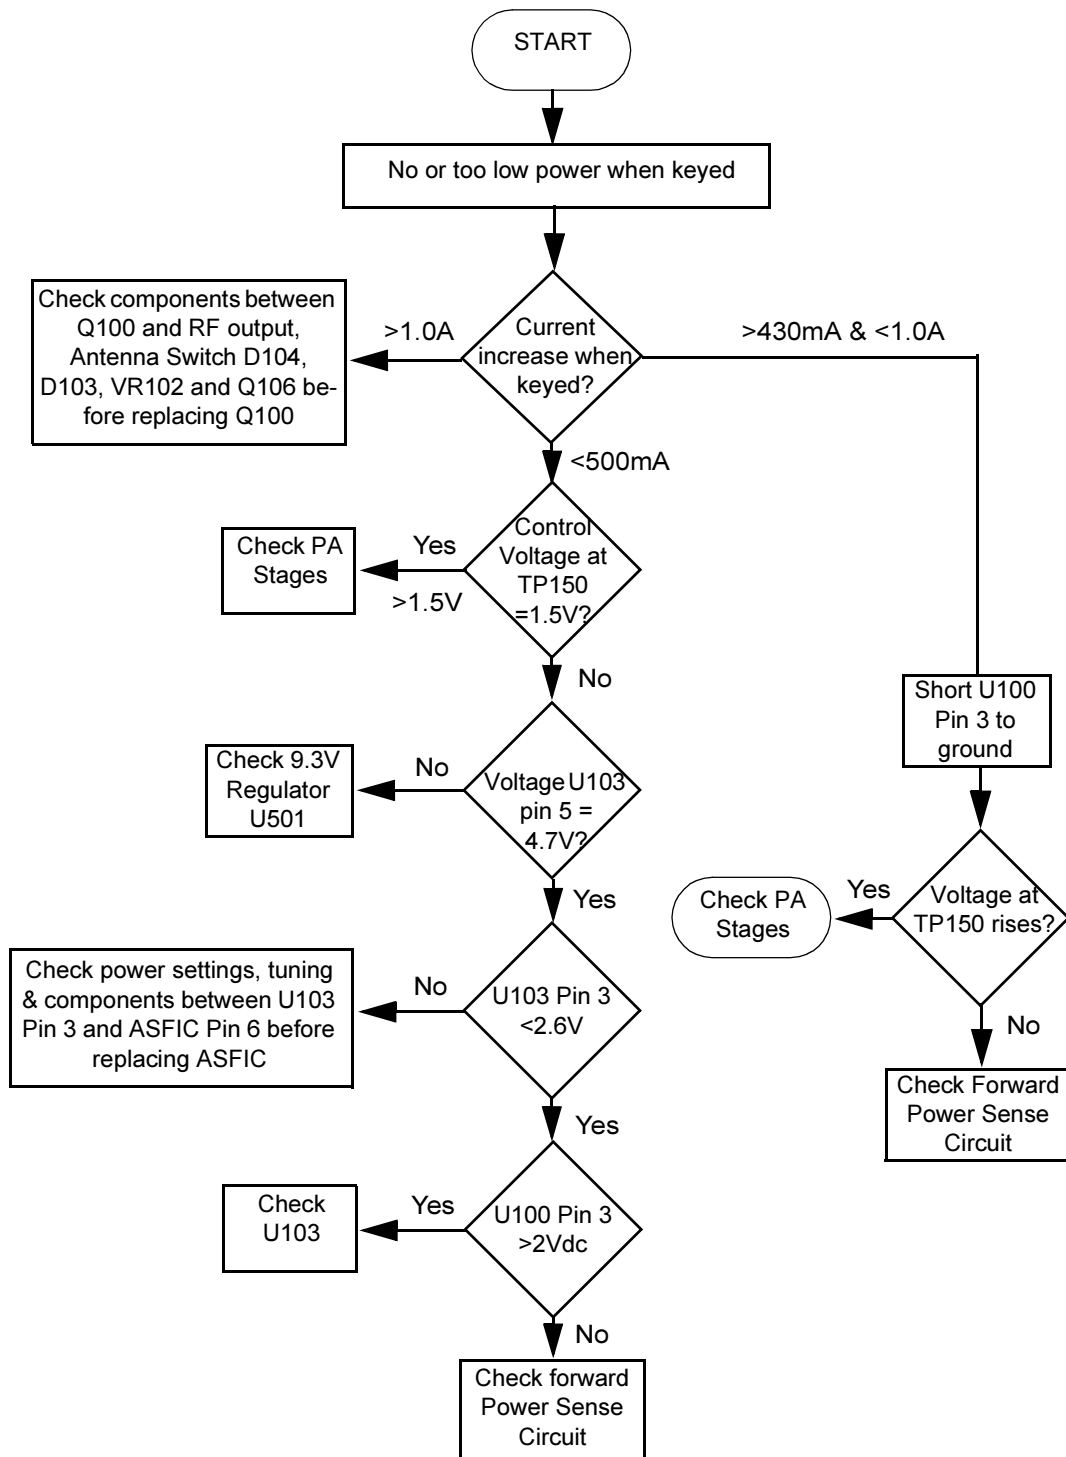 START
No or too low power when keyed
Check components between
Q100 and RF output,
Antenna Switch D104,
D103, VR102 and Q106 be-
fore replacing Q100
>1.0A
Current
increase when
keyed?
>430mA & <1.0A
<500mA
Control
Voltage at
TP150
=1.5V?
Check PA
Stages
Yes
>1.5V
No
Short U100
Pin 3 to
ground
Check 9.3V
Regulator
U501
No
Voltage U103
pin 5 =
4.7V?
Yes
Check PA
Stages
Yes
Voltage at
TP150 rises?
Check power settings, tuning
& components between U103
Pin 3 and ASFIC Pin 6 before
replacing ASFIC
No
U103 Pin 3
<2.6V
No
Check Forward
Power Sense
Circuit
Yes
Check
U103
Yes
U100 Pin 3
>2Vdc
No
Check forward
Power Sense
Circuit